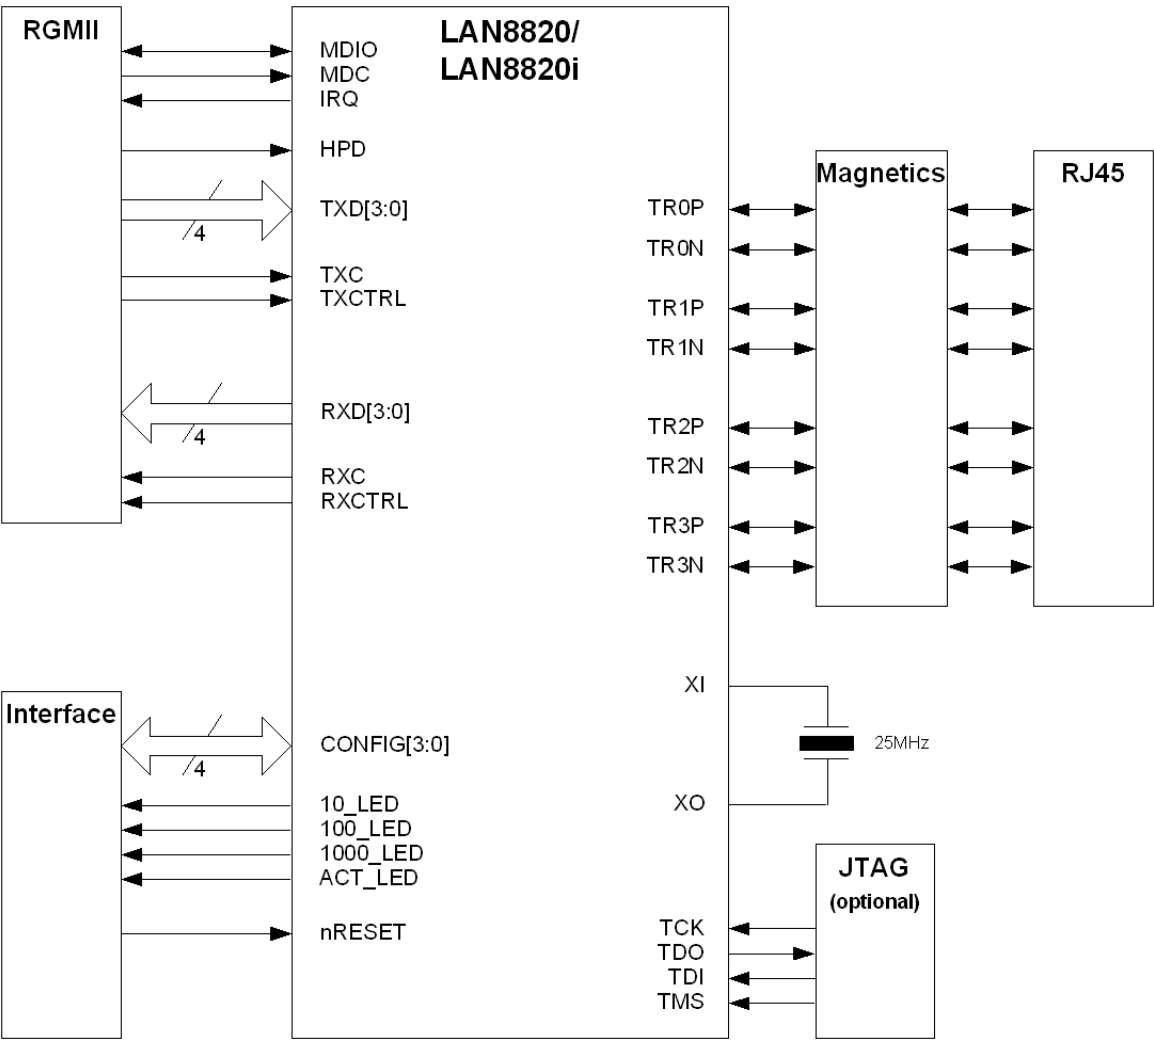 RGMII
LAN8820/
LAN8820i
MDIO
MDC
IRQ
HPD
TXD[3:0]
4
TXC
TXCTRL
RXD[3:0]
4
RXC
RXCTRL
Magnetics
RJ45
TR0P
TR0N
TR1P
TR1N
TR2P
TR2N
TR3P
TR3N
Interface
CONFIG[3:0]
4
10_LED
100_LED
1000_LED
ACT_LED
nRESET
XI
25MHz
XO
JTAG
(optional)
TCK
TDO
TDI
TMS